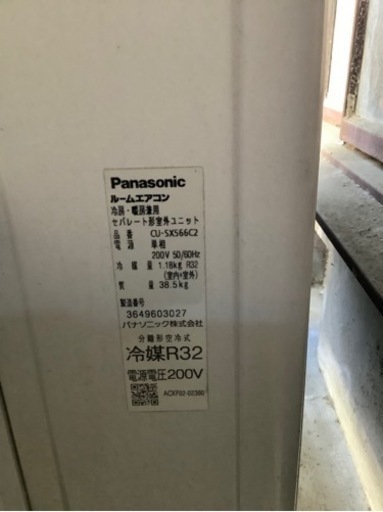 Panasonic
ルームエアコン
冷房・暖房兼用
セパレート形室外ユニット
品番 CU-SX566C2
電源 単相
200V 50/60Hz
冷媒量 1.18kg R32
(室内+室外)
質量 38.5kg
製造番号
3649603027
パナソニック株式会社
分離形空冷式
冷媒R32
電源電圧200V
ACXF02-02360